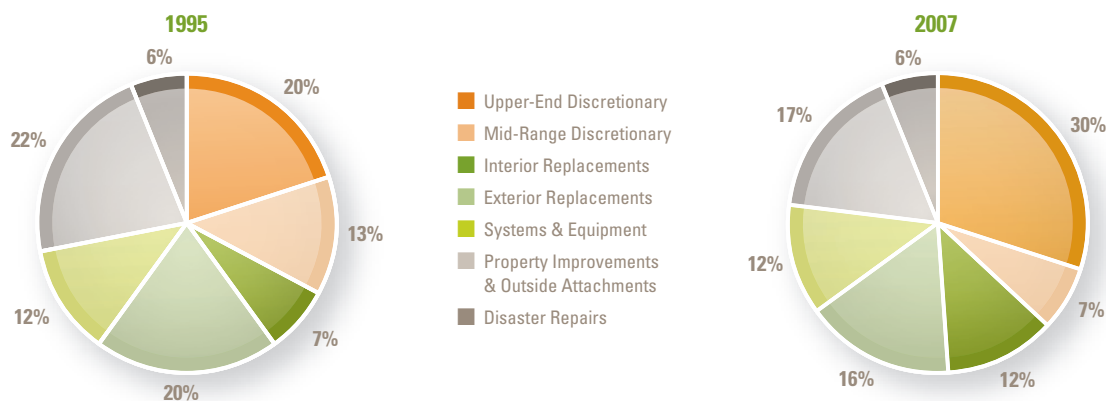 1995
6%
20%
22%
13%
12%
7%
20%
Upper-End Discretionary
Mid-Range Discretionary
Interior Replacements
Exterior Replacements
Systems & Equipment
Property Improvements
& Outside Attachments
Disaster Repairs
2007
6%
30%
17%
12%
7%
16%
12%